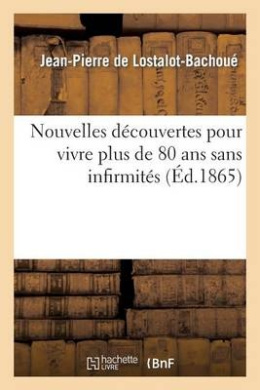 Jean-Pierre de Lostalot-Bachoué
Nouvelles découvertes pour
vivre plus de 80 ans sans
infirmités (Éd.1865)
hachette
LIVRE
{BnF